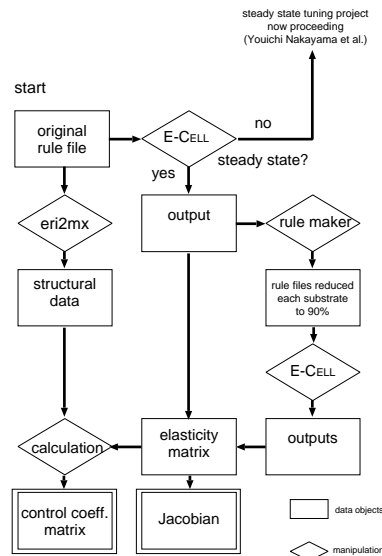 steady state tuning project
now proceeding
(Youichi Nakayama et al.)
start
original
rule file
E-CELL
no
steady state?
yes
eri2mx
output
rule maker
structural
data
rule files reduced
each substrate
to 90%
E-CELL
calculation
elasticity
matrix
outputs
control coeff.
matrix
Jacobian
data objects
manipulation